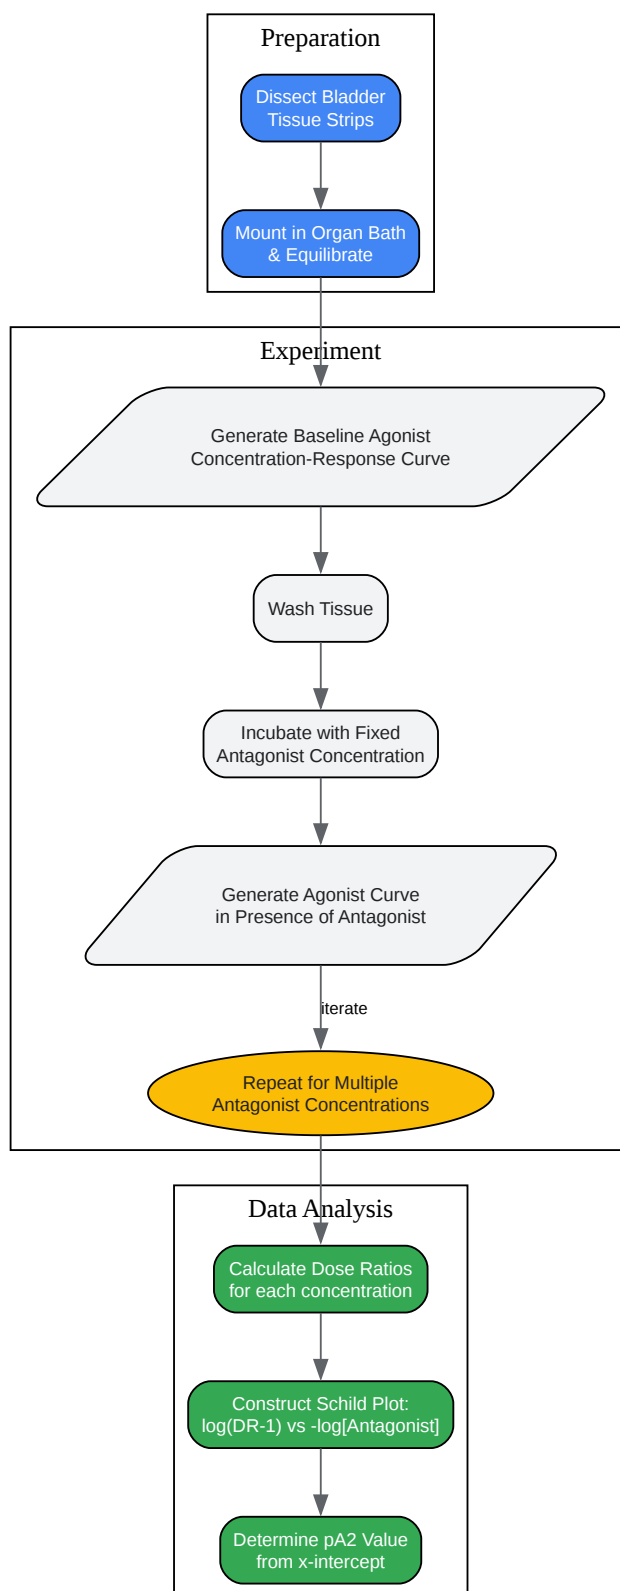 Preparation
Dissect Bladder
Tissue Strips
Mount in Organ Bath
& Equilibrate
Experiment
Generate Baseline Agonist
Concentration-Response Curve
Wash Tissue
Incubate with Fixed
Antagonist Concentration
Generate Agonist Curve
in Presence of Antagonist
iterate
Repeat for Multiple
Antagonist Concentrations
Data Analysis
Calculate Dose Ratios
for each concentration
Construct Schild Plot:
log(DR-1) vs -log[Antagonist]
Determine pA2 Value
from x-intercept